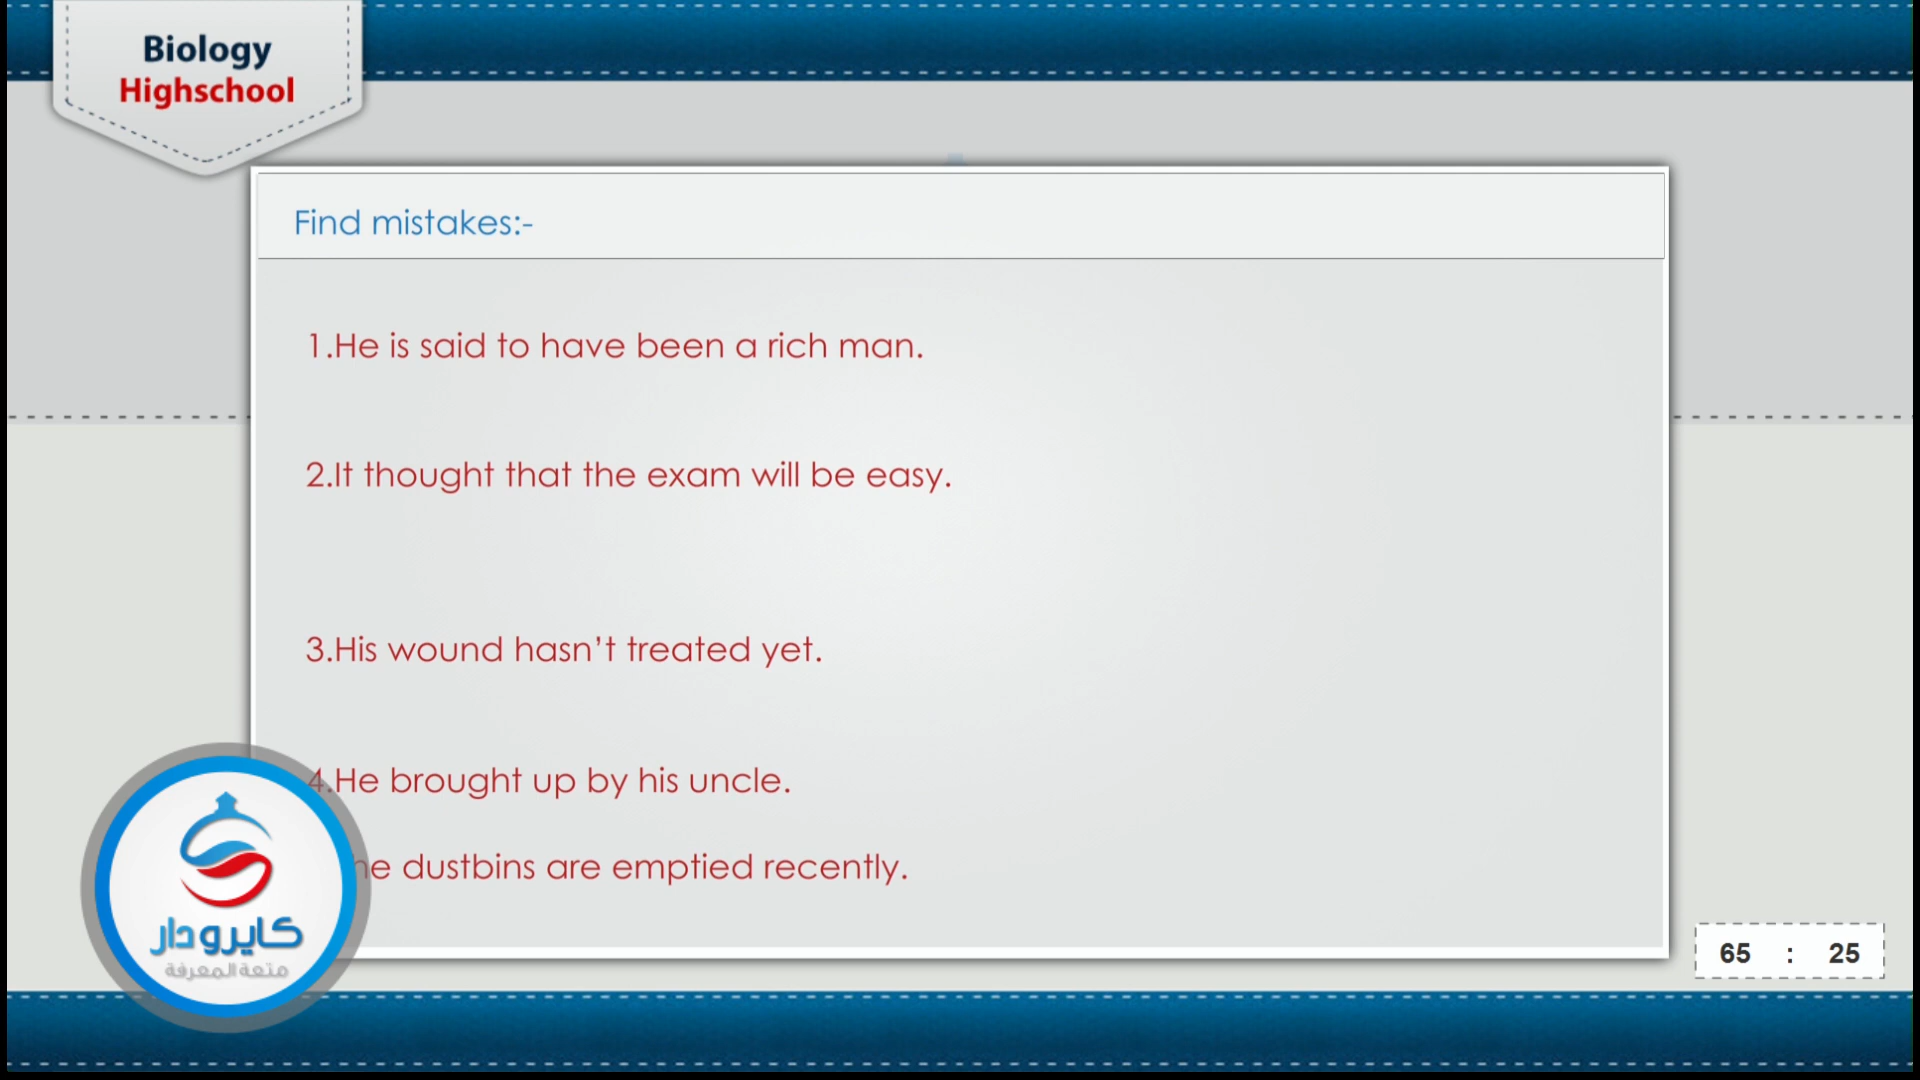 Biology
Highschool
Find mistakes:-
1.He is said to have been a rich man.
2.It thought that the exam will be easy.
3.His wound hasn’t treated yet.
4.He brought up by his uncle.
dustbins are emptied recently.
كايرودار
متعة المعرفة
65 : 25